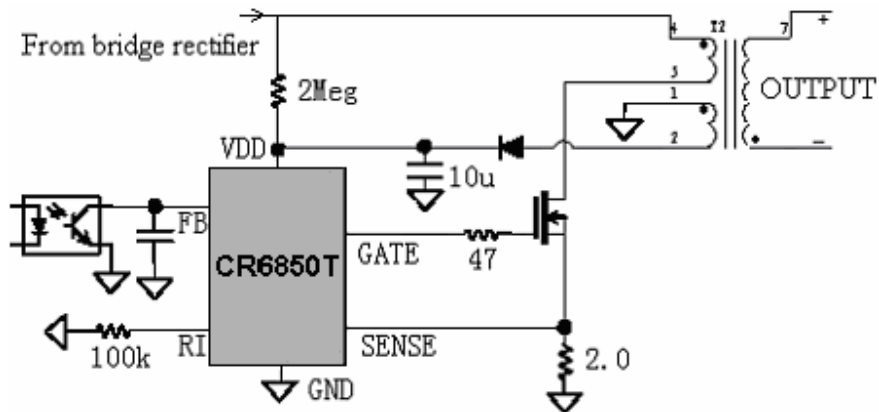 4
T2
7
+
From bridge rectifier
2Meg
3
1
OUTPUT
VDD
2
−
10u
FB
GATE
47
CR6850T
RI
100k
SENSE
2.0
GND